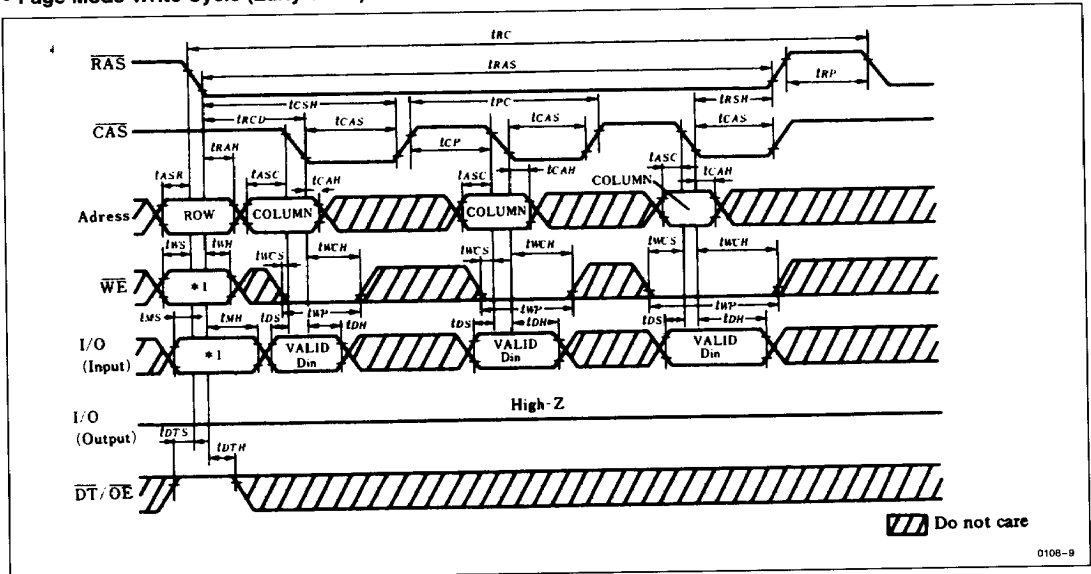 Page Mode Write Cycle (Early Write)
tRC
RAS
tRAS
tRP
tCSH
tPC
tRSH
tRCD
tCAS
tCAS
tCAS
CAS
tCP
tRAH
tASC
tCAH
COLUMN
tASR
tASC
tCAH
tASC
tCAH
Adress
ROW
COLUMN
COLUMN
tWS
tWH
tWCS
tWCH
tWCS
tWCH
tWCS
tWCH
WE
*1
tWP
tWP
tWP
tMS
tMH
tDS
tDH
tDS
tDH
tDS
tDH
I/O
(Input)
*1
VALID
Din
VALID
Din
VALID
Din
High-Z
I/O
(Output)
tDTS
tDTH
DT/OE
Do not care
0108-9